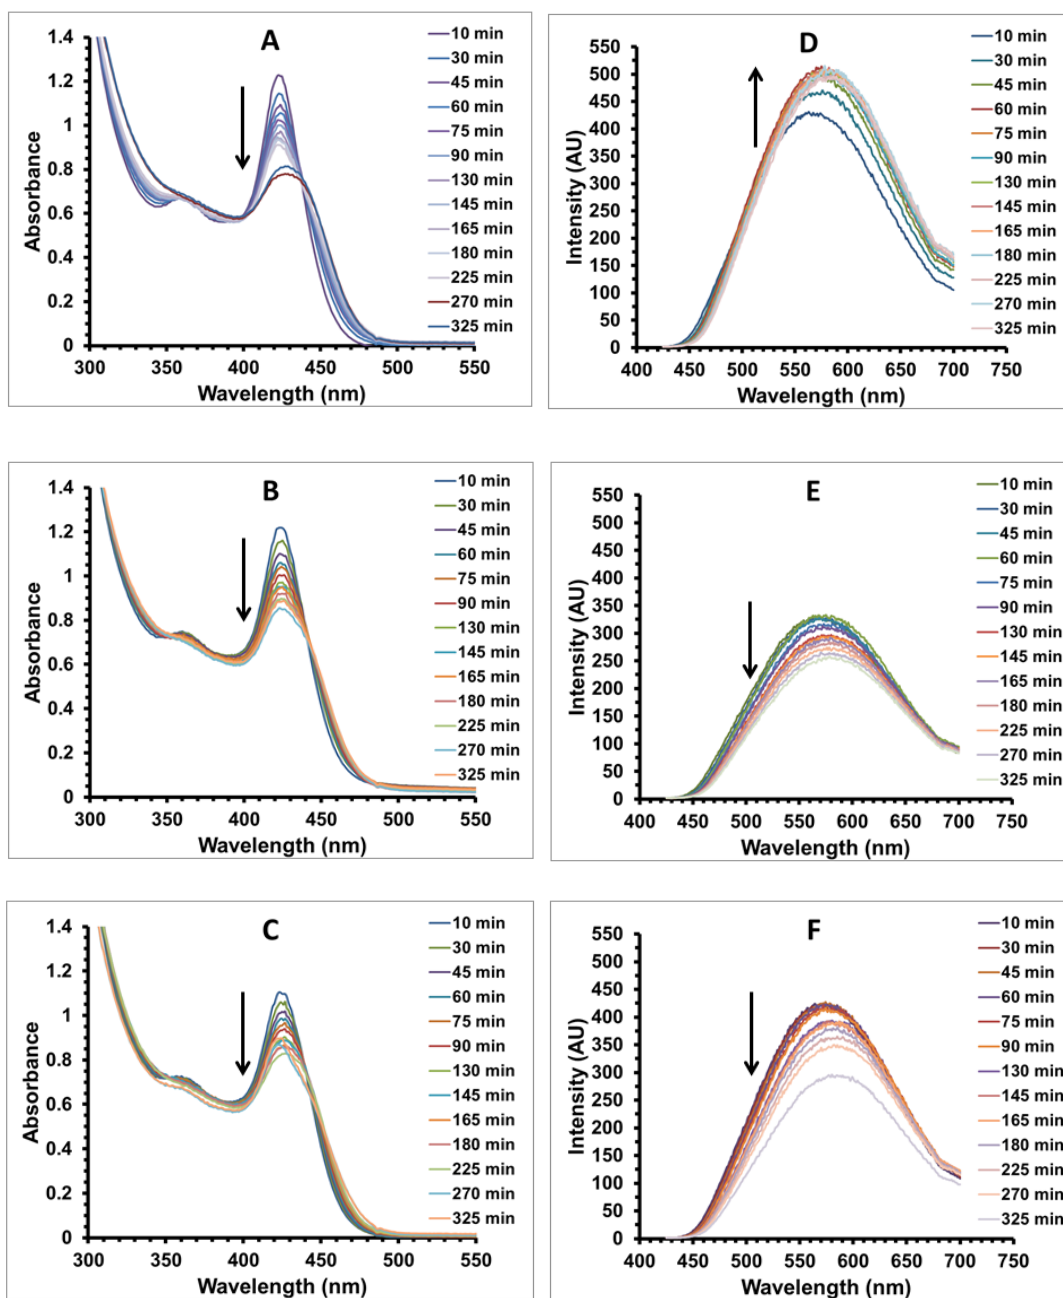 A
Absorbance
1.4
1.2
1
0.8
0.6
0.4
0.2
0
300 350 400 450 500 550
Wavelength (nm)
10 min
30 min
45 min
60 min
75 min
90 min
130 min
145 min
165 min
180 min
225 min
270 min
325 min
D
Intensity (AU)
550
500
450
400
350
300
250
200
150
100
50
0
400 450 500 550 600 650 700 750
Wavelength (nm)
10 min
30 min
45 min
60 min
75 min
90 min
130 min
145 min
165 min
180 min
225 min
270 min
325 min
B
Absorbance
1.4
1.2
1
0.8
0.6
0.4
0.2
0
300 350 400 450 500 550
Wavelength (nm)
10 min
30 min
45 min
60 min
75 min
90 min
130 min
145 min
165 min
180 min
225 min
270 min
325 min
E
Intensity (AU)
550
500
450
400
350
300
250
200
150
100
50
0
400 450 500 550 600 650 700 750
Wavelength (nm)
10 min
30 min
45 min
60 min
75 min
90 min
130 min
145 min
165 min
180 min
225 min
270 min
325 min
C
Absorbance
1.4
1.2
1
0.8
0.6
0.4
0.2
0
300 350 400 450 500 550
Wavelength (nm)
10 min
30 min
45 min
60 min
75 min
90 min
130 min
145 min
165 min
180 min
225 min
270 min
325 min
F
Intensity (AU)
550
500
450
400
350
300
250
200
150
100
50
0
400 450 500 550 600 650 700 750
Wavelength (nm)
10 min
30 min
45 min
60 min
75 min
90 min
130 min
145 min
165 min
180 min
225 min
270 min
325 min